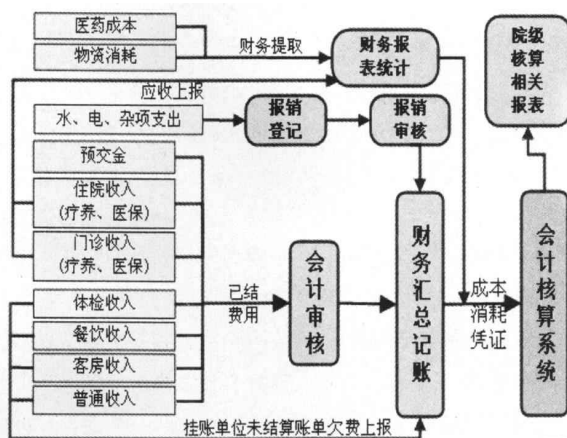 医药成本
物资消耗
财务提取
财务报
表统计
院级
核算
相关
报表
应收上报
水、电、杂项支出
报销
登记
报销
审核
预交金
住院收入
(疗养、医保)
门诊收入
(疗养、医保)
体检收入
餐饮收入
客房收入
普通收入
已结
费用
会计审核
财务汇总记账
成本
消耗
凭证
会计核算系统
挂账单位未结算账单欠费上报